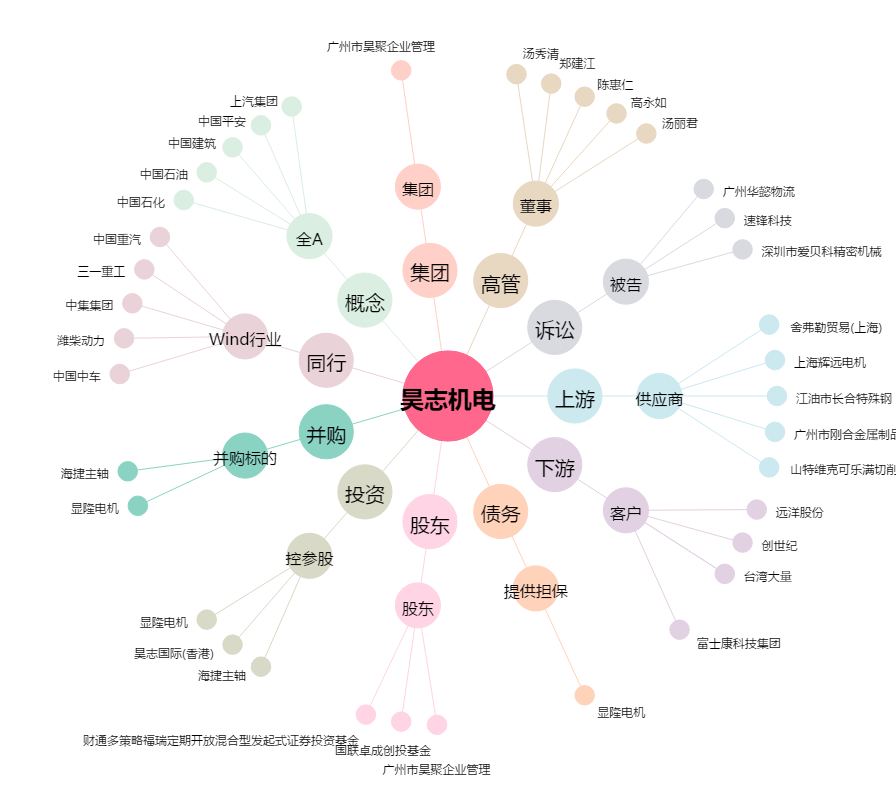 广州市昊聚企业管理
汤秀清
郑建江
陈惠仁
高永如
汤丽君
上汽集团
中国平安
中国建筑
中国石油
中国石化
集团
董事
广州华懿物流
速锋科技
深圳市爱贝科精密机械
全A
集团
高管
被告
中国重汽
三一重工
中集集团
潍柴动力
中国中车
概念
诉讼
Wind行业
同行
舍弗勒贸易(上海)
上海辉远电机
江油市长合特殊钢
广州市刚合金属制品
山特维克可乐满切削
昊志机电
上游
供应商
并购
并购标的
海捷主轴
显隆电机
下游
客户
远洋股份
创世纪
台湾大量
富士康科技集团
投资
股东
债务
控参股
提供担保
股东
显隆电机
昊志国际(香港)
海捷主轴
显隆电机
财通多策略福瑞定期开放混合型发起式证券投资基金
国联卓成创投基金
广州市昊聚企业管理